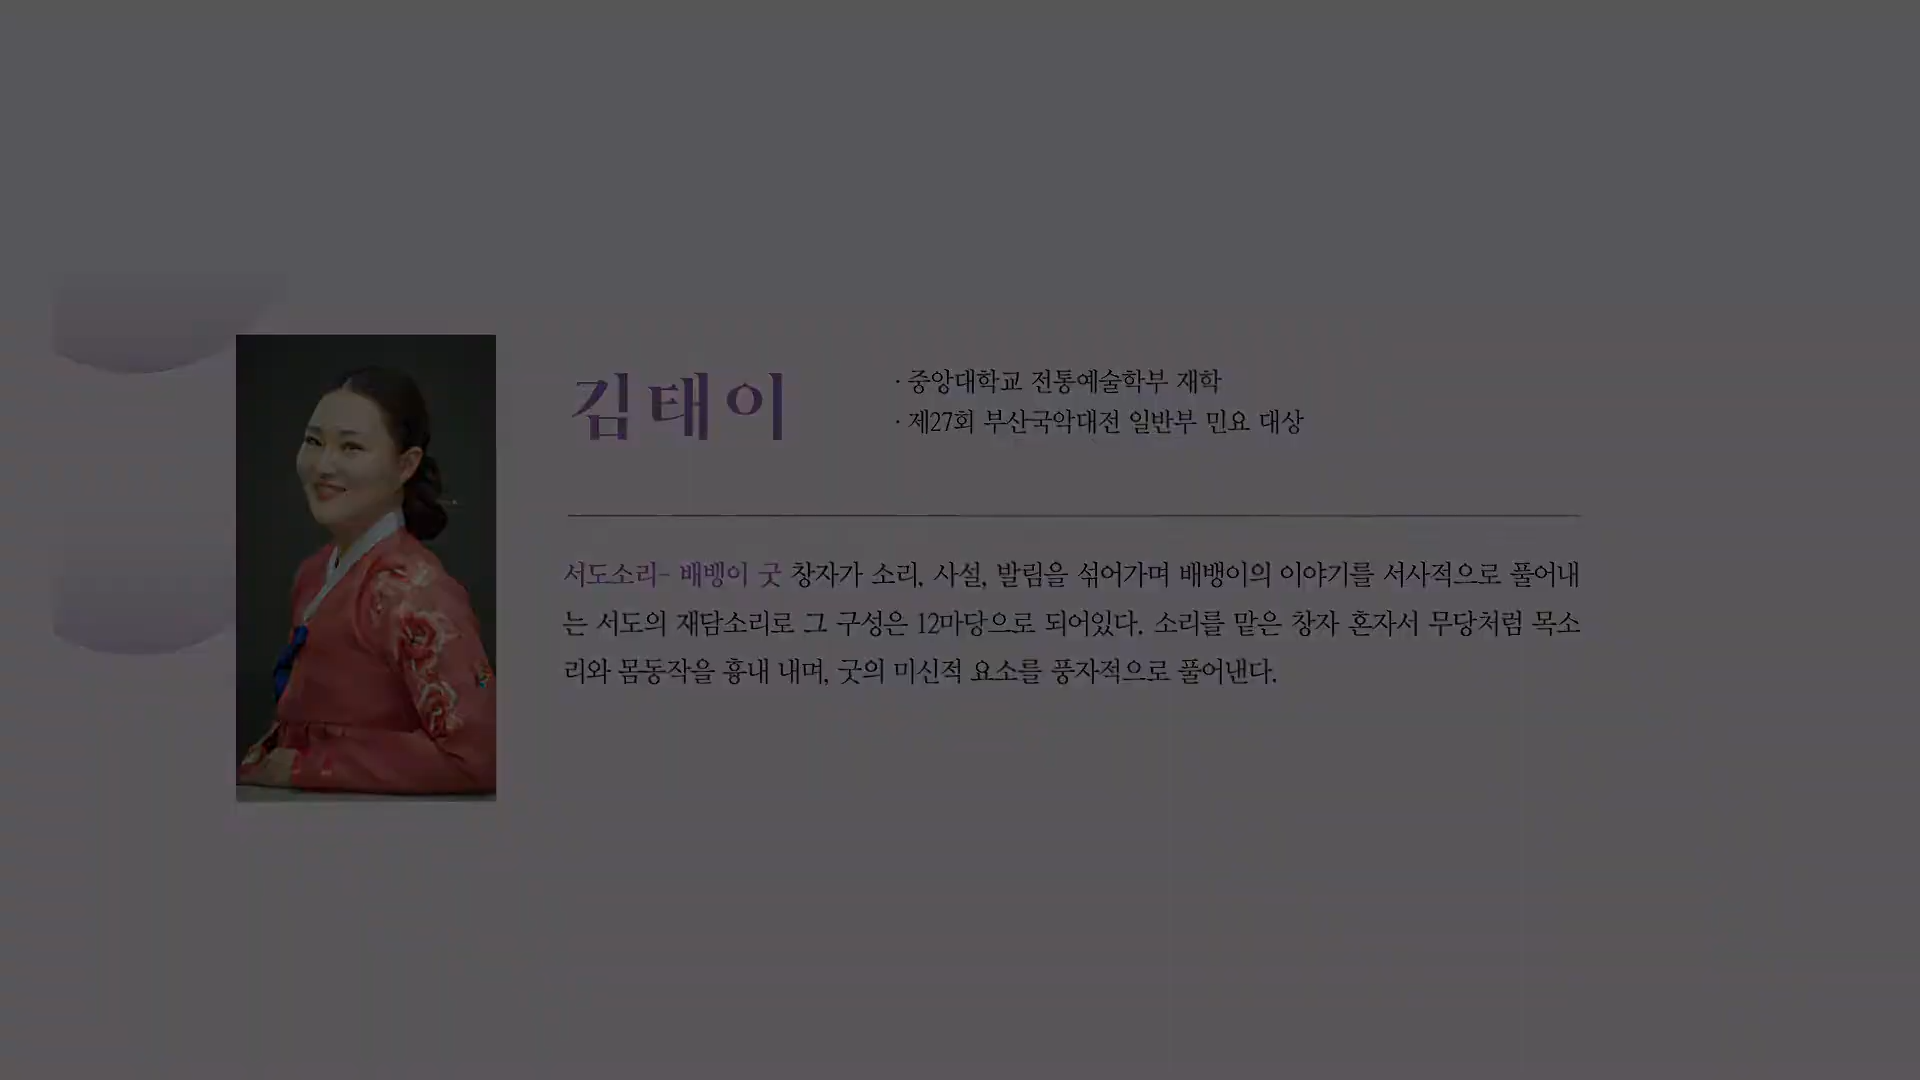 김태이
· 중앙대학교 전통예술학부 재학
· 제27회 부산국악대전 일반부 민요 대상
서도소리- 배뱅이 굿 창자가 소리, 사설, 발림을 섞어가며 배뱅이의 이야기를 서사적으로 풀어내
는 서도의 재담소리로 그 구성은 12마당으로 되어있다. 소리를 맡은 창자 혼자서 무당처럼 목소
리와 몸동작을 흉내 내며, 굿의 미신적 요소를 풍자적으로 풀어낸다.